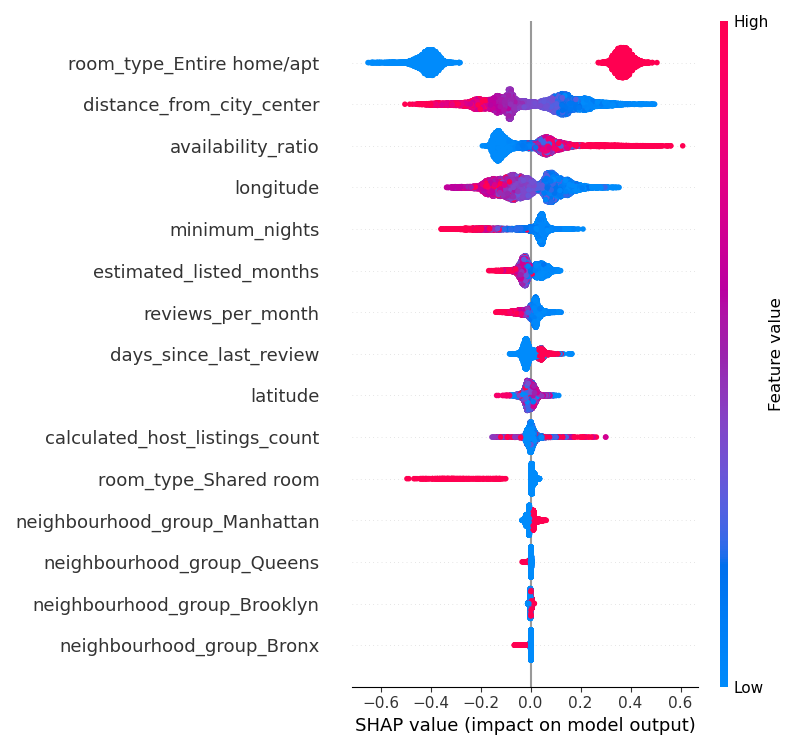 High
room_type_Entire home/apt
distance_from_city_center
availability_ratio
longitude
minimum_nights
estimated_listed_months
reviews_per_month
days_since_last_review
latitude
calculated_host_listings_count
room_type_Shared room
neighbourhood_group_Manhattan
neighbourhood_group_Queens
neighbourhood_group_Brooklyn
neighbourhood_group_Bronx
Feature value
Low
−0.6 −0.4 −0.2 0.0 0.2 0.4 0.6
SHAP value (impact on model output)